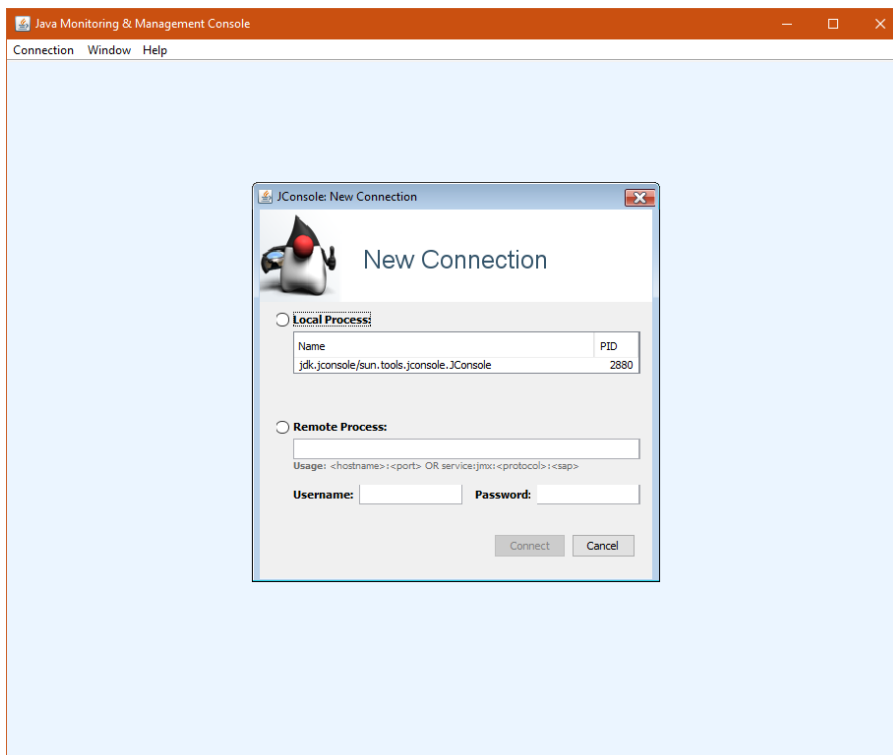 Java Monitoring & Management Console
Connection Window Help
JConsole: New Connection
New Connection
Local Process:
Name PID
jdk.jconsole/sun.tools.jconsole.JConsole 2880
Remote Process:
Usage: <hostname>:<port> OR service:jmx:<protocol>:<sap>
Username: Password:
Connect Cancel